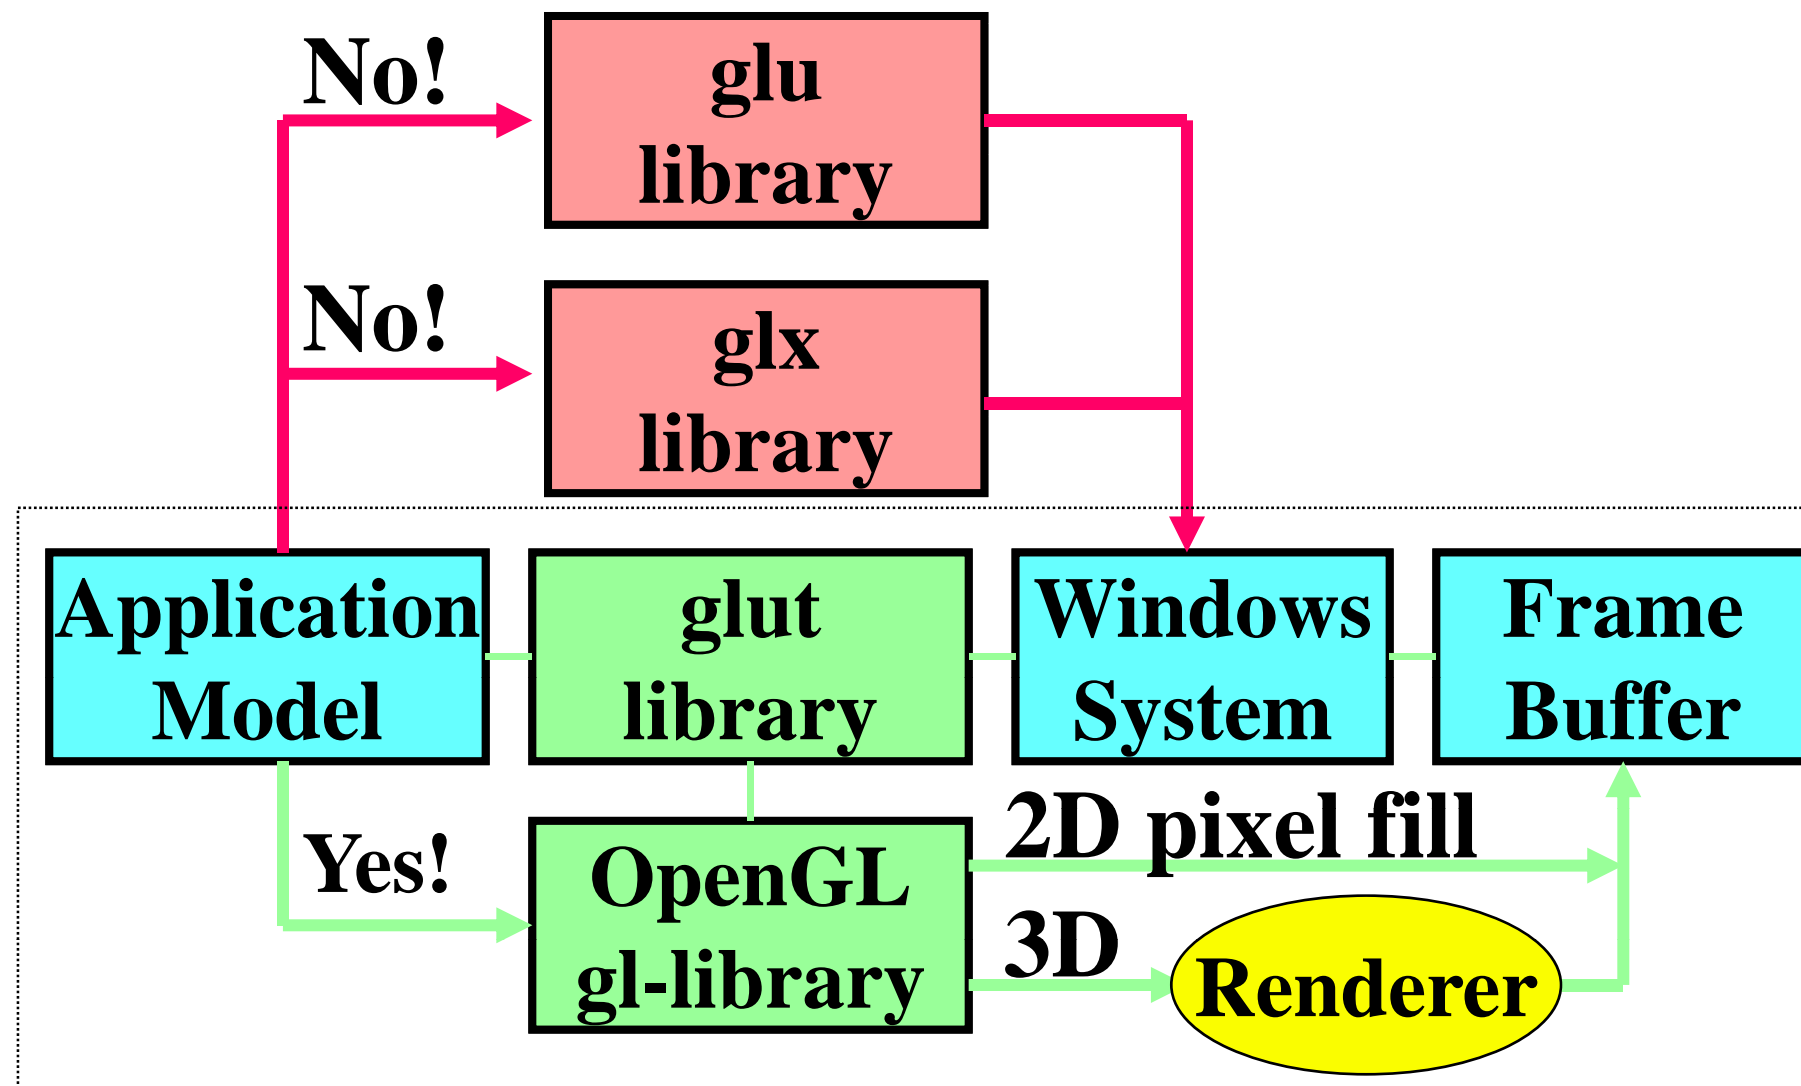 No!
glu
library
No!
glx
library
Application
Model
glut
library
Windows
System
Frame
Buffer
Yes!
OpenGL
gl-library
2D pixel fill
3D
Renderer